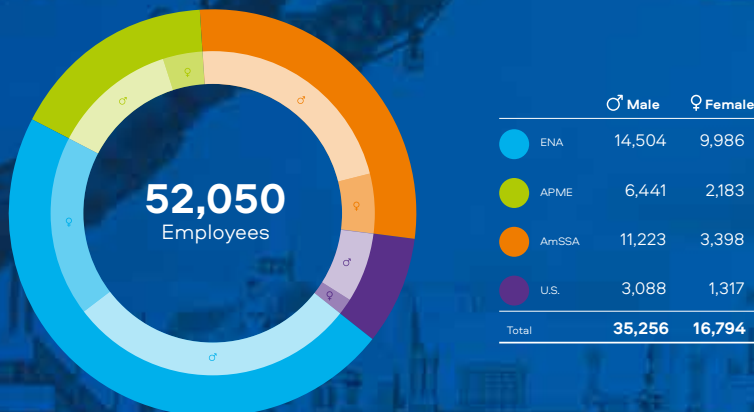 52,050
Employees
♂ Male ♀ Female
ENA 14,504 9,986
APME 6,441 2,183
AmSSA 11,223 3,398
U.S. 3,088 1,317
Total 35,256 16,794